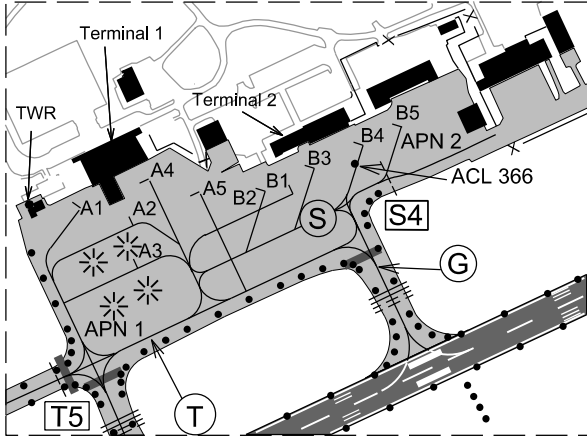 Terminal 1
Terminal 2
TWR
A4
B5
B4
APN 2
A5
B1
B3
ACL 366
A1
A2
B2
S
S4
A3
G
APN 1
T5
T